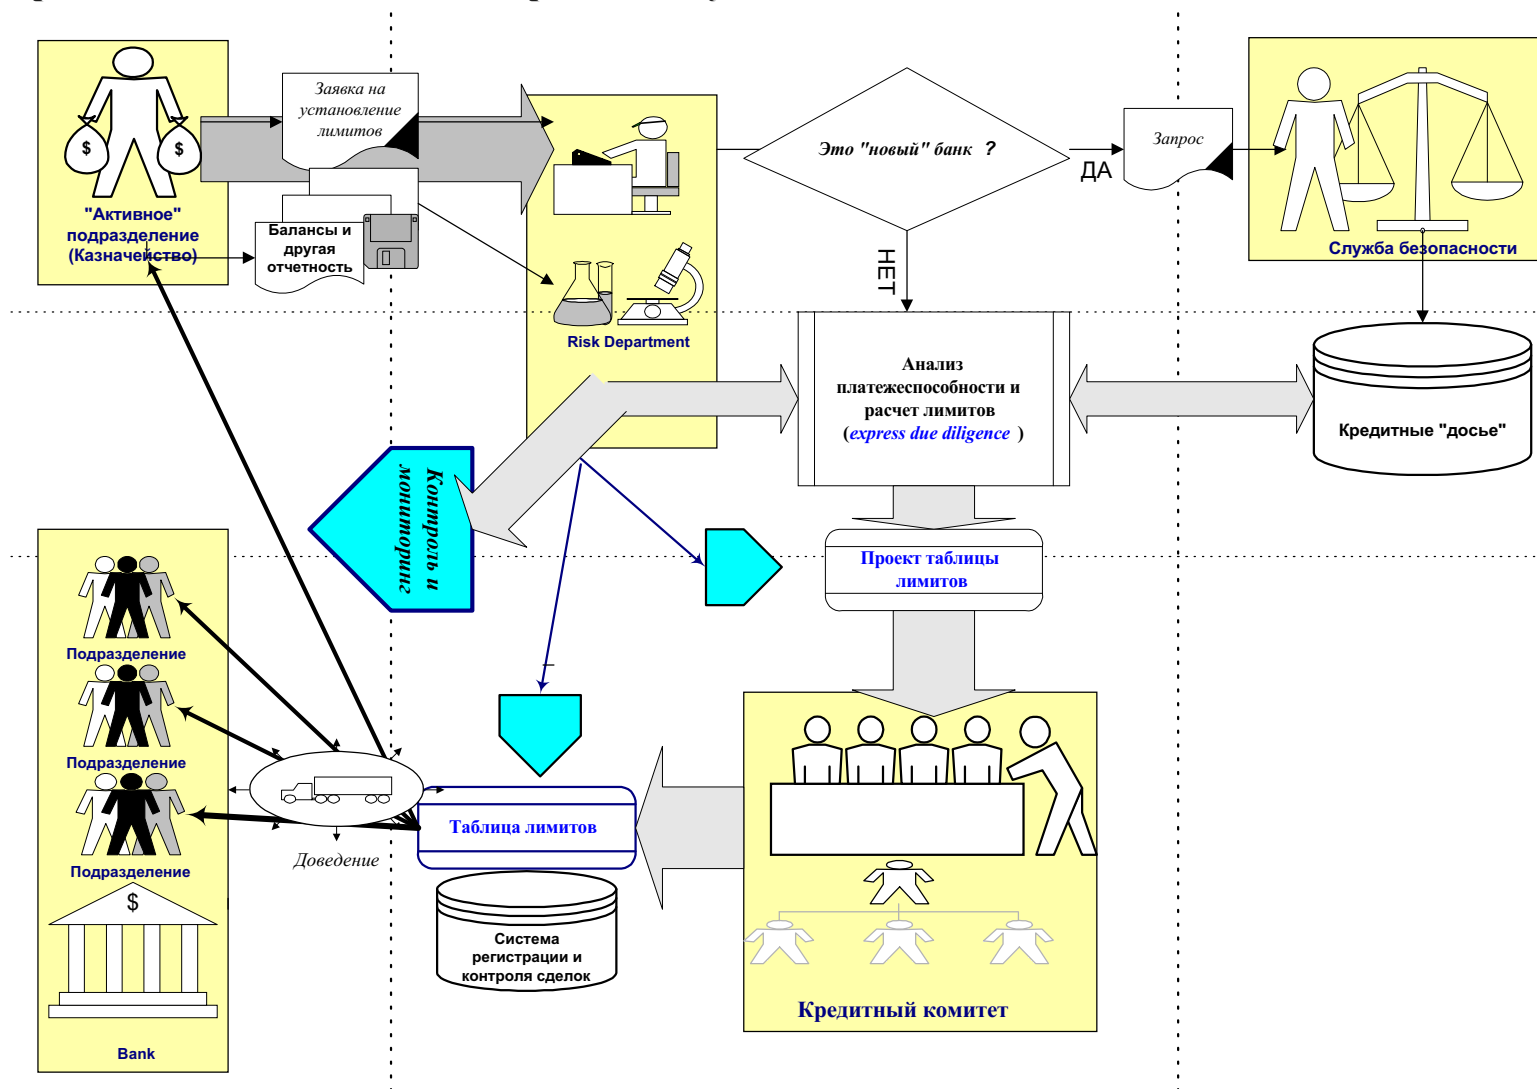 Заявка на
установление
лимитов
$
$
"Активное"
подразделение
(Казначейство)
Балансы и
другая
отчетность
Risk Department
Это "новый" банк ?
ДА
НЕТ
Запрос
Служба безопасности
Анализ
платежеспособности и
расчет лимитов
(express due diligence )
Кредитные "досье"
Контроль и
мониторинг
Проект таблицы
лимитов
Подразделение
Подразделение
Подразделение
$
Bank
Доведение
Таблица лимитов
Система
регистрации и
контроля сделок
Кредитный комитет